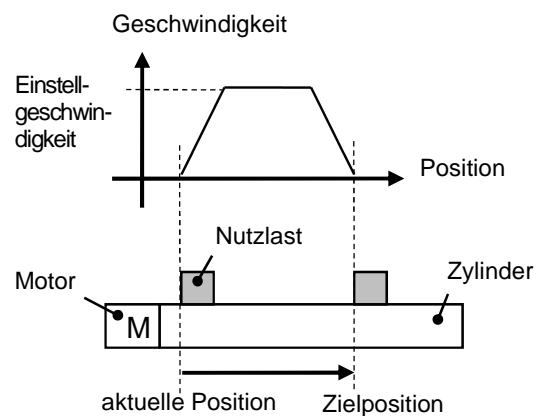 Geschwindigkeit
Einstell-
geschwin-
digkeit
Position
Nutzlast
Motor
Zylinder
M
aktuelle Position
Zielposition